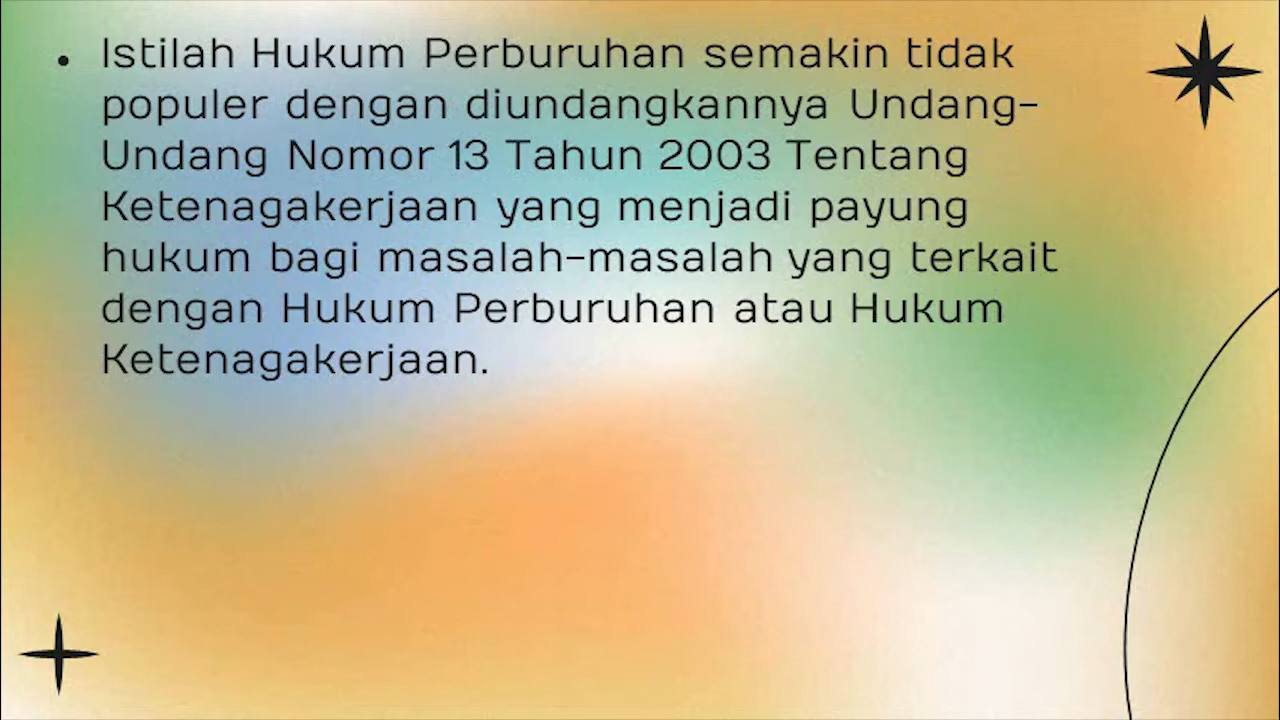 • Istilah Hukum Perburuhan semakin tidak
populer dengan diundangkannya Undang-
Undang Nomor 13 Tahun 2003 Tentang
Ketenagakerjaan yang menjadi payung
hukum bagi masalah-masalah yang terkait
dengan Hukum Perburuhan atau Hukum
Ketenagakerjaan.